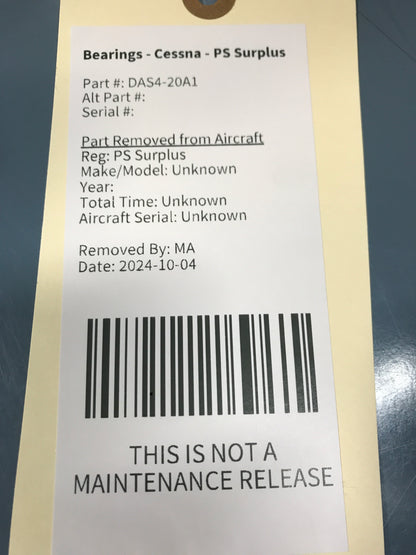 Bearings - Cessna - PS Surplus
Part #: DAS4-20A1
Alt Part #:
Serial #:
Part Removed from Aircraft
Reg: PS Surplus
Make/Model: Unknown
Year:
Total Time: Unknown
Aircraft Serial: Unknown
Removed By: MA
Date: 2024-10-04
THIS IS NOT A
MAINTENANCE RELEASE